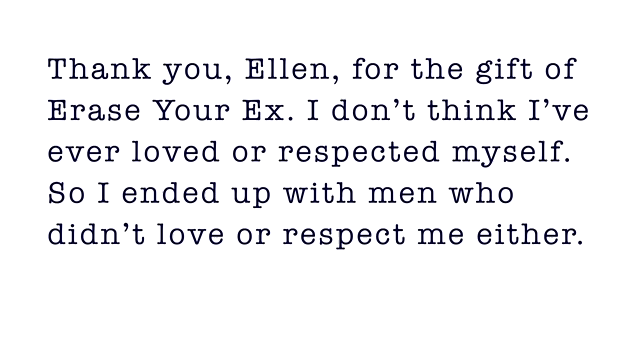 Thank you, Ellen, for the gift of
Erase Your Ex. I don’t think I’ve
ever loved or respected myself.
So I ended up with men who
didn’t love or respect me either.